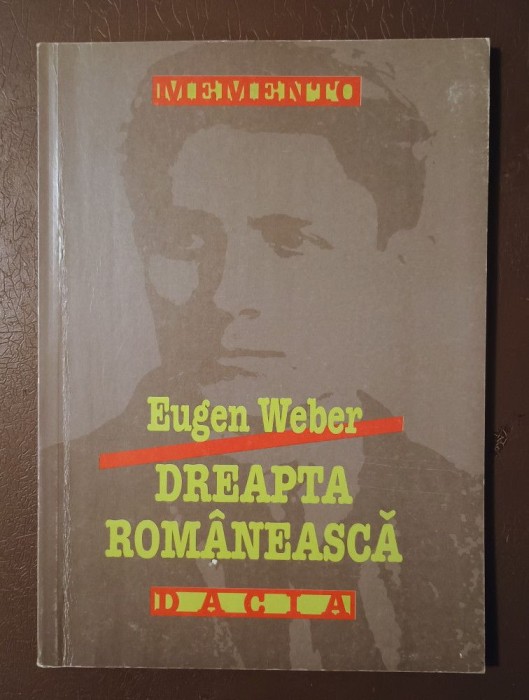 MEMENTO
Eugen Weber
DREAPTA
ROMÂNEASCĂ
DACIA